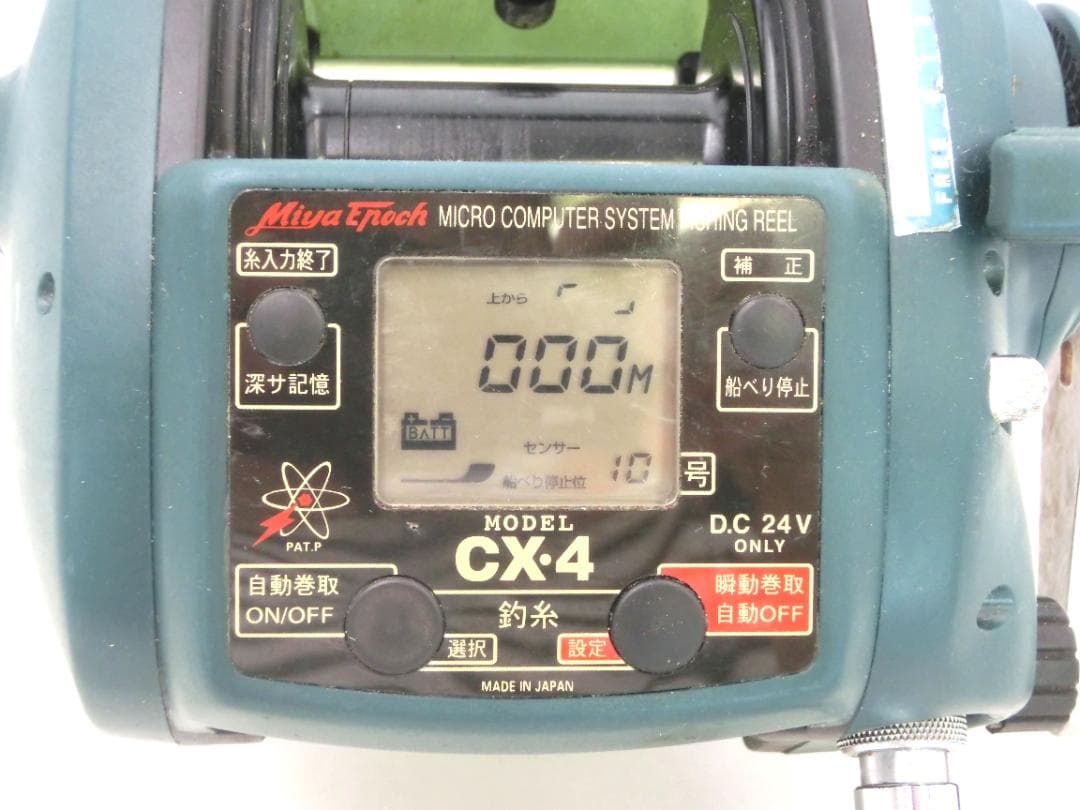 Miya Epoch MICRO COMPUTER SYSTEM FISHING REEL
糸入力終了
深サ記憶
補 正
船べり停止
上から
000M
BATT
センサー
船べり停止位 10
号
PAT.P
MODEL
CX・4
D.C 24V
ONLY
自動巻取
ON/OFF
選択
釣糸
瞬動巻取
自動OFF
設定
MADE IN JAPAN